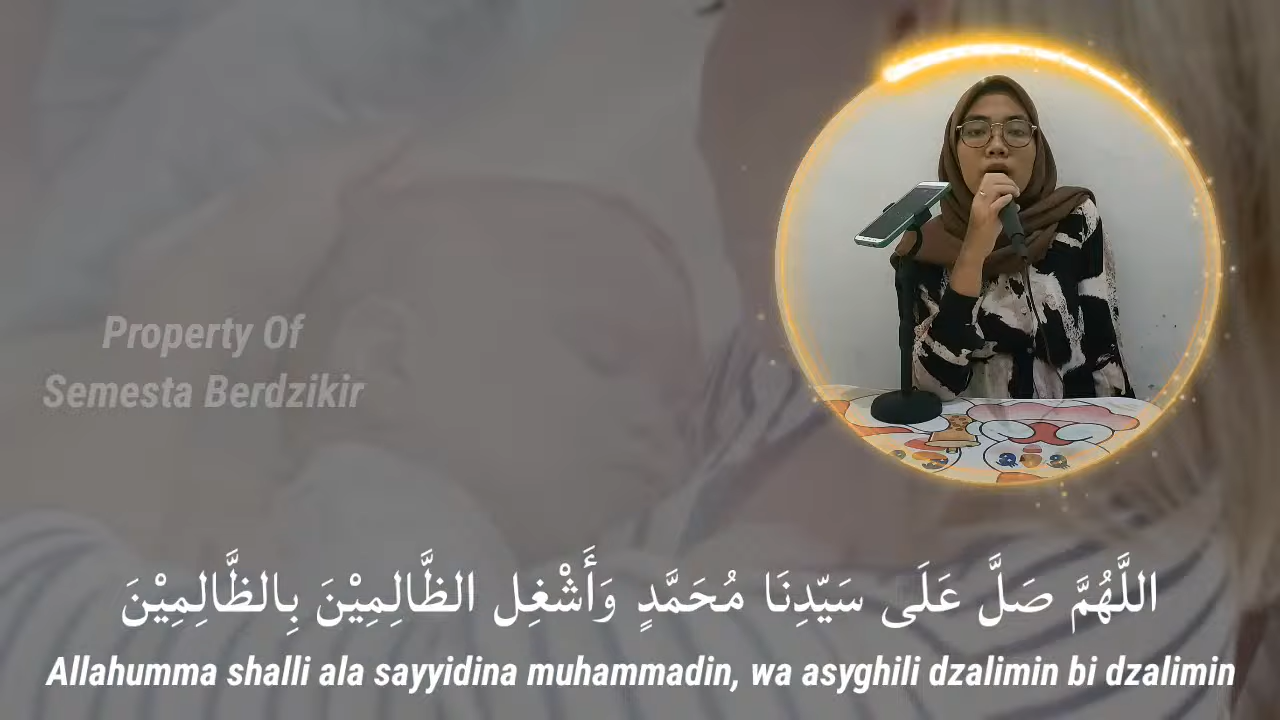 Property Of
Semesta Berdzikir
اللَّهُمَّ صَلَّ عَلَى سَيّدِنَا مُحَمَّدٍ وَأَشْغِل الظَّالِمِيْنَ بِالظَّالِمِيْنَ
Allahumma shalli ala sayyidina muhammadin, wa asyghili dzalimin bi dzalimin